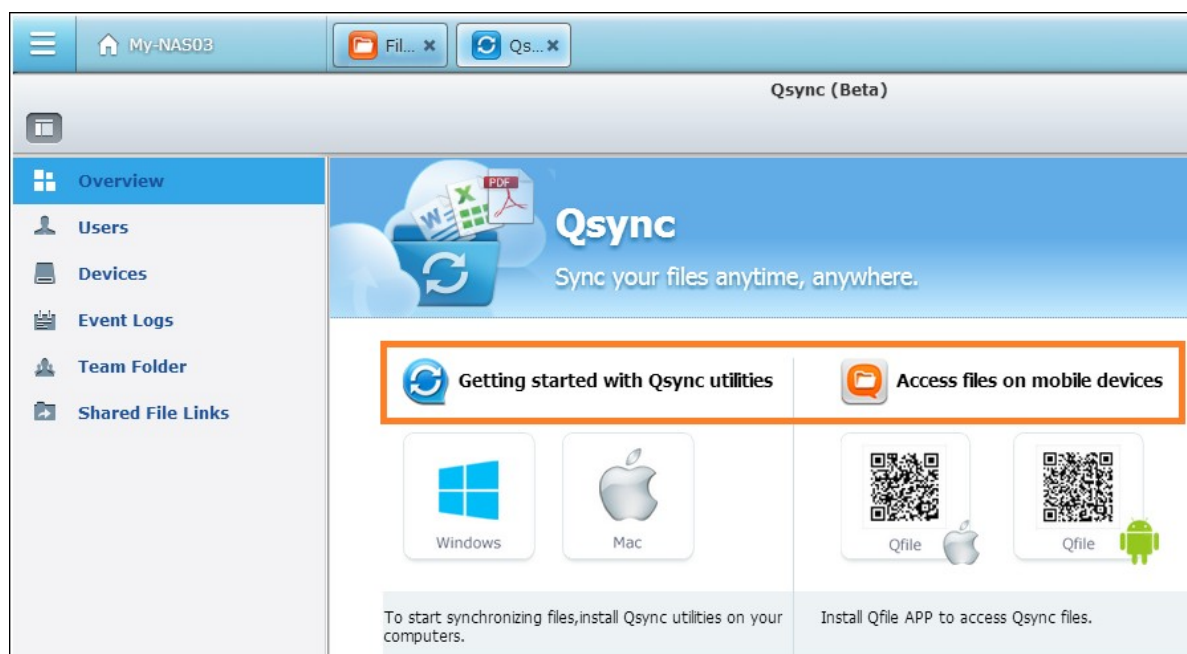 My-NAS03
Fil...
Qs...
Qsync (Beta)
Overview
Users
Devices
Event Logs
Team Folder
Shared File Links
W
X
PDF
Qsync
Sync your files anytime, anywhere.
Getting started with Qsync utilities
Access files on mobile devices
Windows
Mac
Qfile
Qfile
To start synchronizing files,install Qsync utilities on your
computers.
Install Qfile APP to access Qsync files.